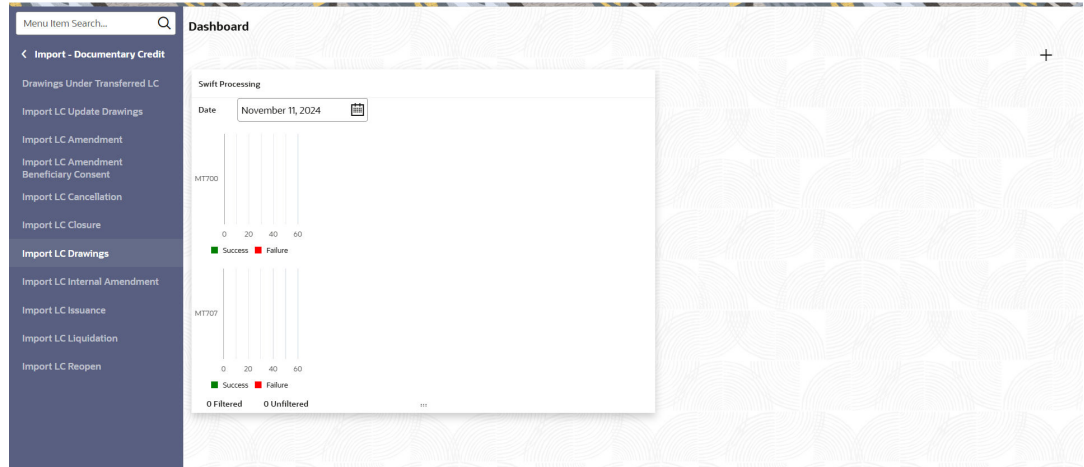 Menu Item Search...
Dashboard
Import - Documentary Credit
Drawings Under Transferred LC
Import LC Update Drawings
Import LC Amendment
Import LC Amendment
Beneficiary Consent
Import LC Cancellation
Import LC Closure
Import LC Drawings
Import LC Internal Amendment
Import LC Issuance
Import LC Liquidation
Import LC Reopen
Swift Processing
Date November 11, 2024
MT700
0 20 40 60
Success Failure
MT707
0 20 40 60
Success Failure
0 Filtered 0 Unfiltered